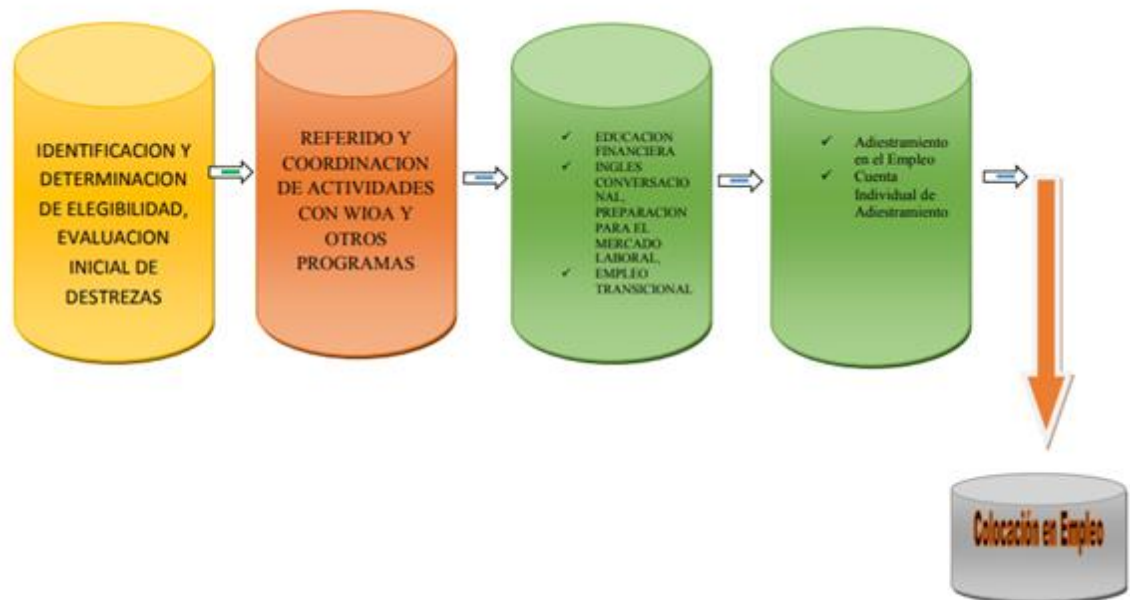 IDENTIFICACION Y
DETERMINACION
DE ELEGIBILIDAD,
EVALUACION
INICIAL DE
DESTREZAS
REFERIDO Y
COORDINACION
DE ACTIVIDADES
CON WIOA Y
OTROS
PROGRAMAS
✓ EDUCACION
FINANCIERA
✓ INGLES
CONVERSACIO
NAL,
PREPARACION
PARA EL
MERCADO
LABORAL,
✓ EMPLEO
TRANSICIONAL
✓ Adiestramiento
en el Empleo
✓ Cuenta
Individual de
Adiestramiento
Colocación en Empleo